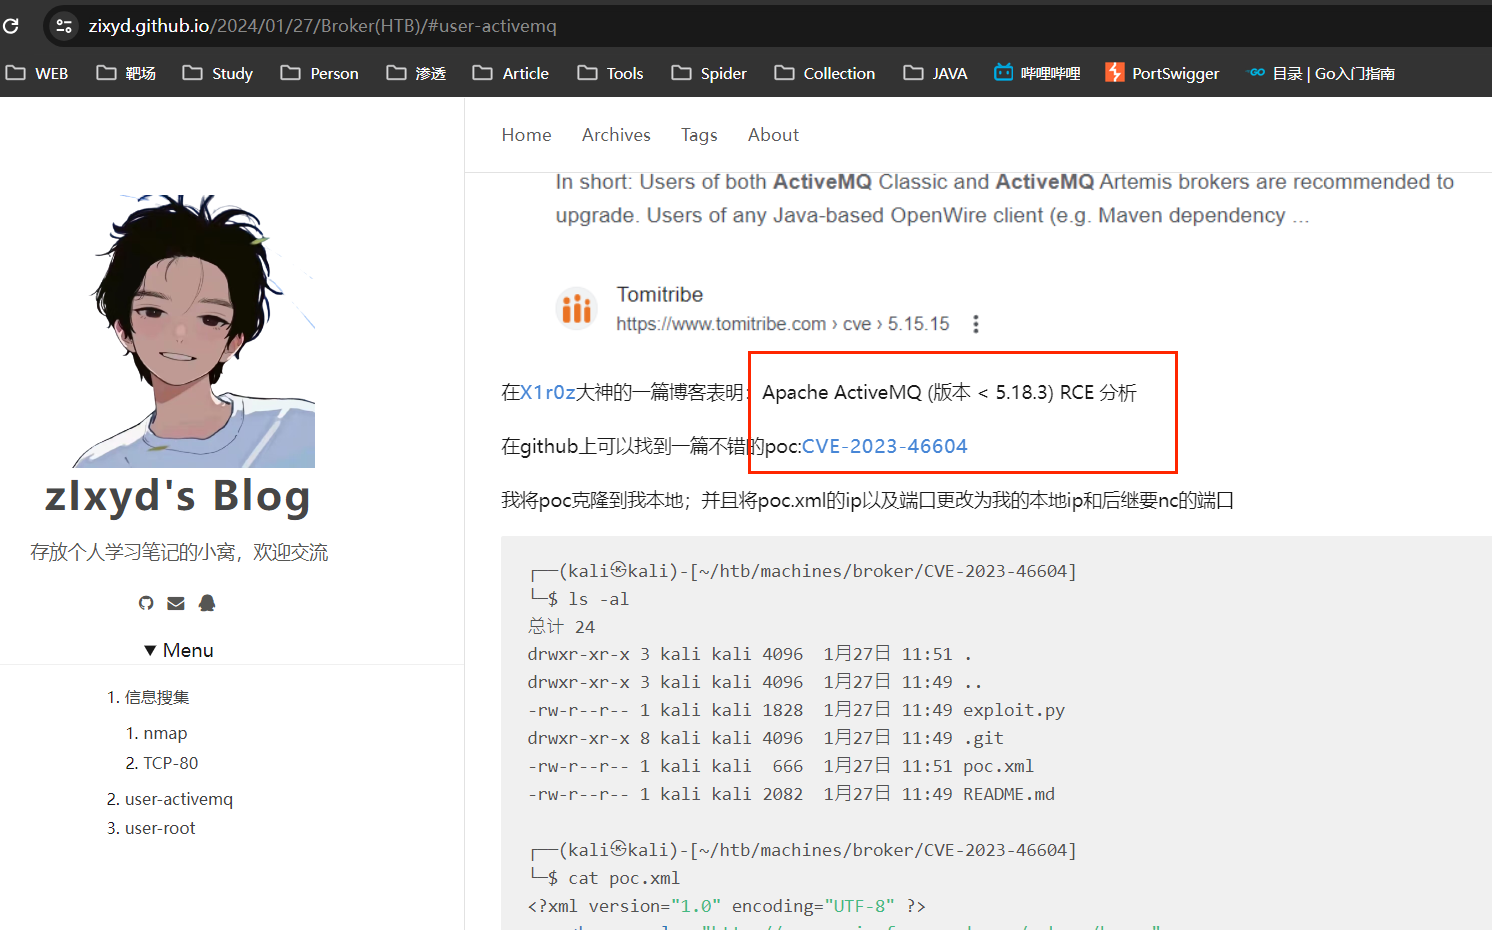 zixyd.github.io/2024/01/27/Broker(HTB)/#user-activemq
WEB 靶场 Study Person 渗透 Article Tools Spider Collection JAVA 哔哩哔哩 PortSwigger 目录 | Go入门指南
Home Archives Tags About
In short: Users of both ActiveMQ Classic and ActiveMQ Artemis brokers are recommended to
upgrade. Users of any Java-based OpenWire client (e.g. Maven dependency ...
Tomitribe
https://www.tomitribe.com › cve › 5.15.15
在X1r0z大神的一篇博客表明：Apache ActiveMQ (版本 < 5.18.3) RCE 分析
在github上可以找到一篇不错的poc:CVE-2023-46604
我将poc克隆到我本地；并且将poc.xml的ip以及端口更改为我的本地ip和后继要nc的端口
┌──(kali㉿kali)-[~/htb/machines/broker/CVE-2023-46604]
└─$ ls -al
总计 24
drwxr-xr-x 3 kali kali 4096 1月27日 11:51 .
drwxr-xr-x 3 kali kali 4096 1月27日 11:49 ..
-rw-r--r-- 1 kali kali 1828 1月27日 11:49 exploit.py
drwxr-xr-x 8 kali kali 4096 1月27日 11:49 .git
-rw-r--r-- 1 kali kali 666 1月27日 11:51 poc.xml
-rw-r--r-- 1 kali kali 2082 1月27日 11:49 README.md
┌──(kali㉿kali)-[~/htb/machines/broker/CVE-2023-46604]
└─$ cat poc.xml
<?xml version="1.0" encoding="UTF-8" ?>
zIxyd's Blog
存放个人学习笔记的小窝，欢迎交流
▼ Menu
1. 信息搜集
1. nmap
2. TCP-80
2. user-activemq
3. user-root